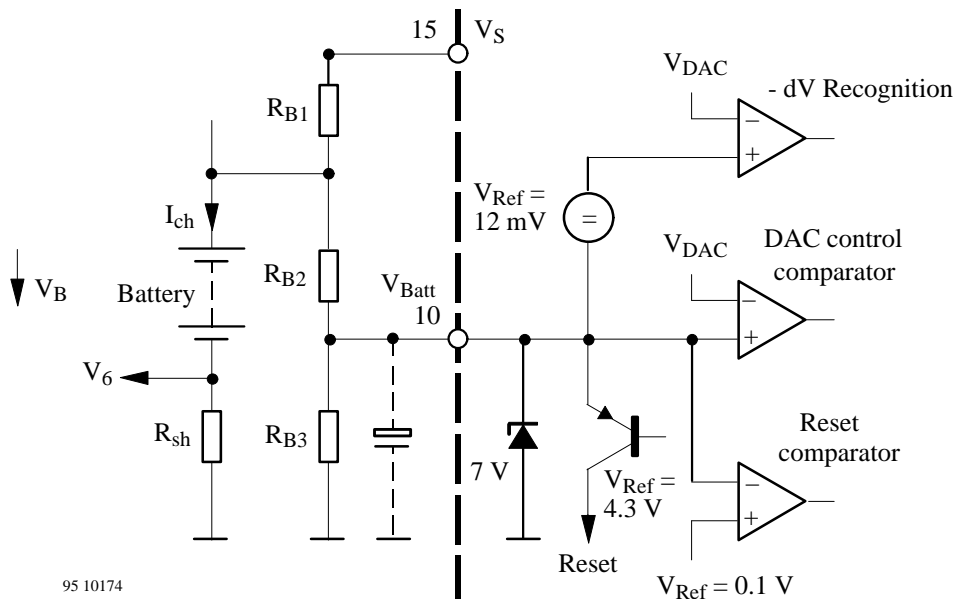 15 V_S
V_DAC
- dV Recognition
−
+
R_B1
V_Ref =
12 mV
=
I_ch
V_DAC
DAC control
comparator
−
+
V_B
Battery
R_B2
V_Batt
10
V_6
R_sh
R_B3
7 V
V_Ref =
4.3 V
Reset
Reset
comparator
−
+
V_Ref = 0.1 V
95 10174